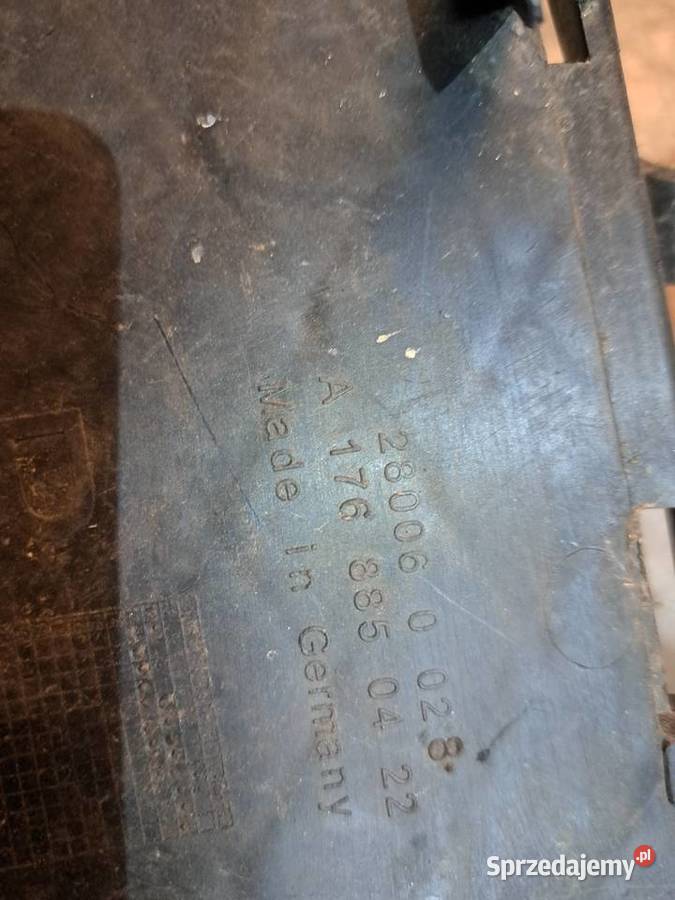 28006 0 028
A 176 885 04 22
Made in Germany
Sprzedajemy.pl